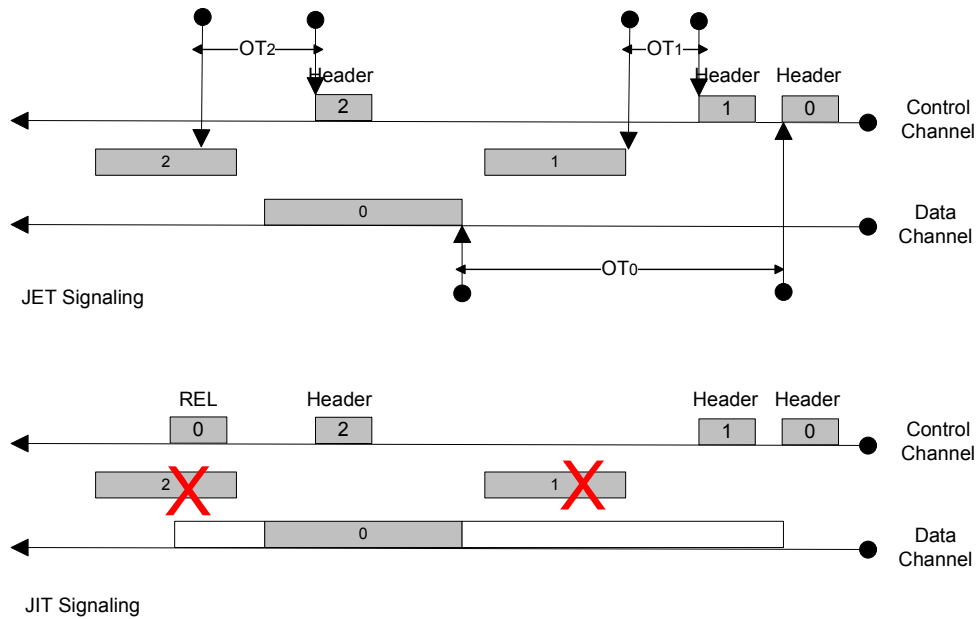 OT2
OT1
Header
Header
Header
2
1
0
Control
Channel
2
1
0
Data
Channel
OT0
JET Signaling
REL
Header
Header
Header
0
2
1
0
Control
Channel
2
1
0
Data
Channel
JIT Signaling